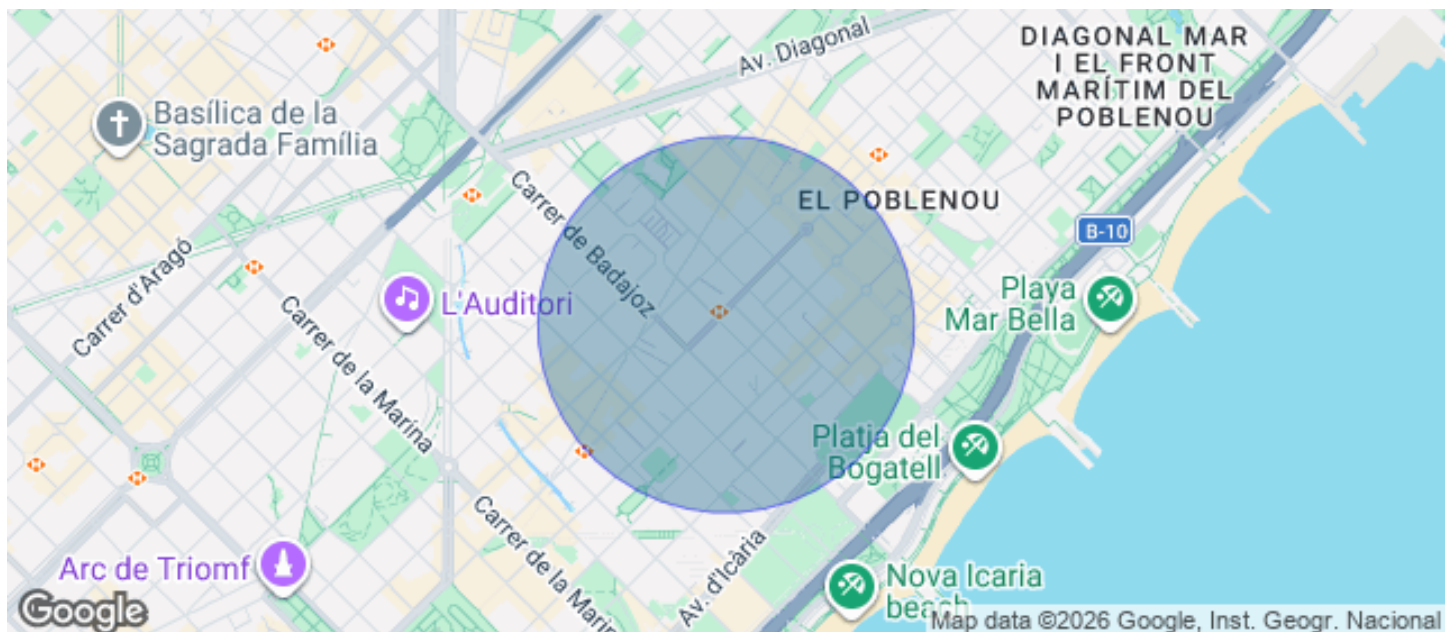 DIAGONAL MAR
I EL FRONT
MARÍTIM DEL
POBLENOU
Av. Diagonal
Basílica de la
Sagrada Família
Carrer de Badajoz
EL POBLENOU
B-10
Carrer d'Aragó
L'Auditori
Playa
Mar Bella
Carrer de la Marina
Platja del
Bogatell
Carrer de la Marin
Av. d'Icària
Arc de Triomf
Nova Icaria
beach
Google
Map data ©2026 Google, Inst. Geogr. Nacional